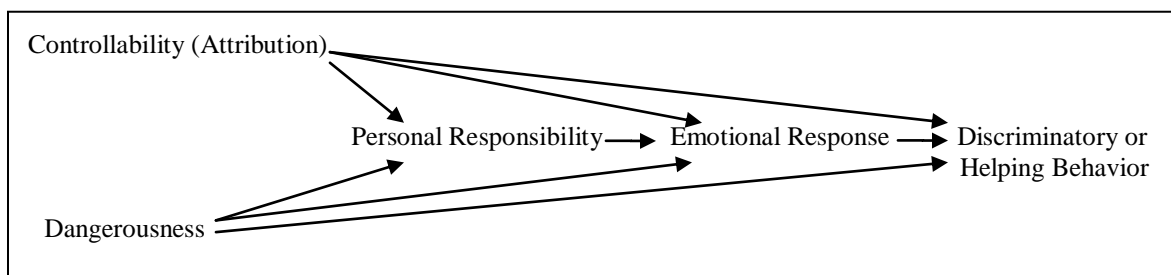 Controllability (Attribution)
Personal Responsibility
Emotional Response
Discriminatory or
Helping Behavior
Dangerousness